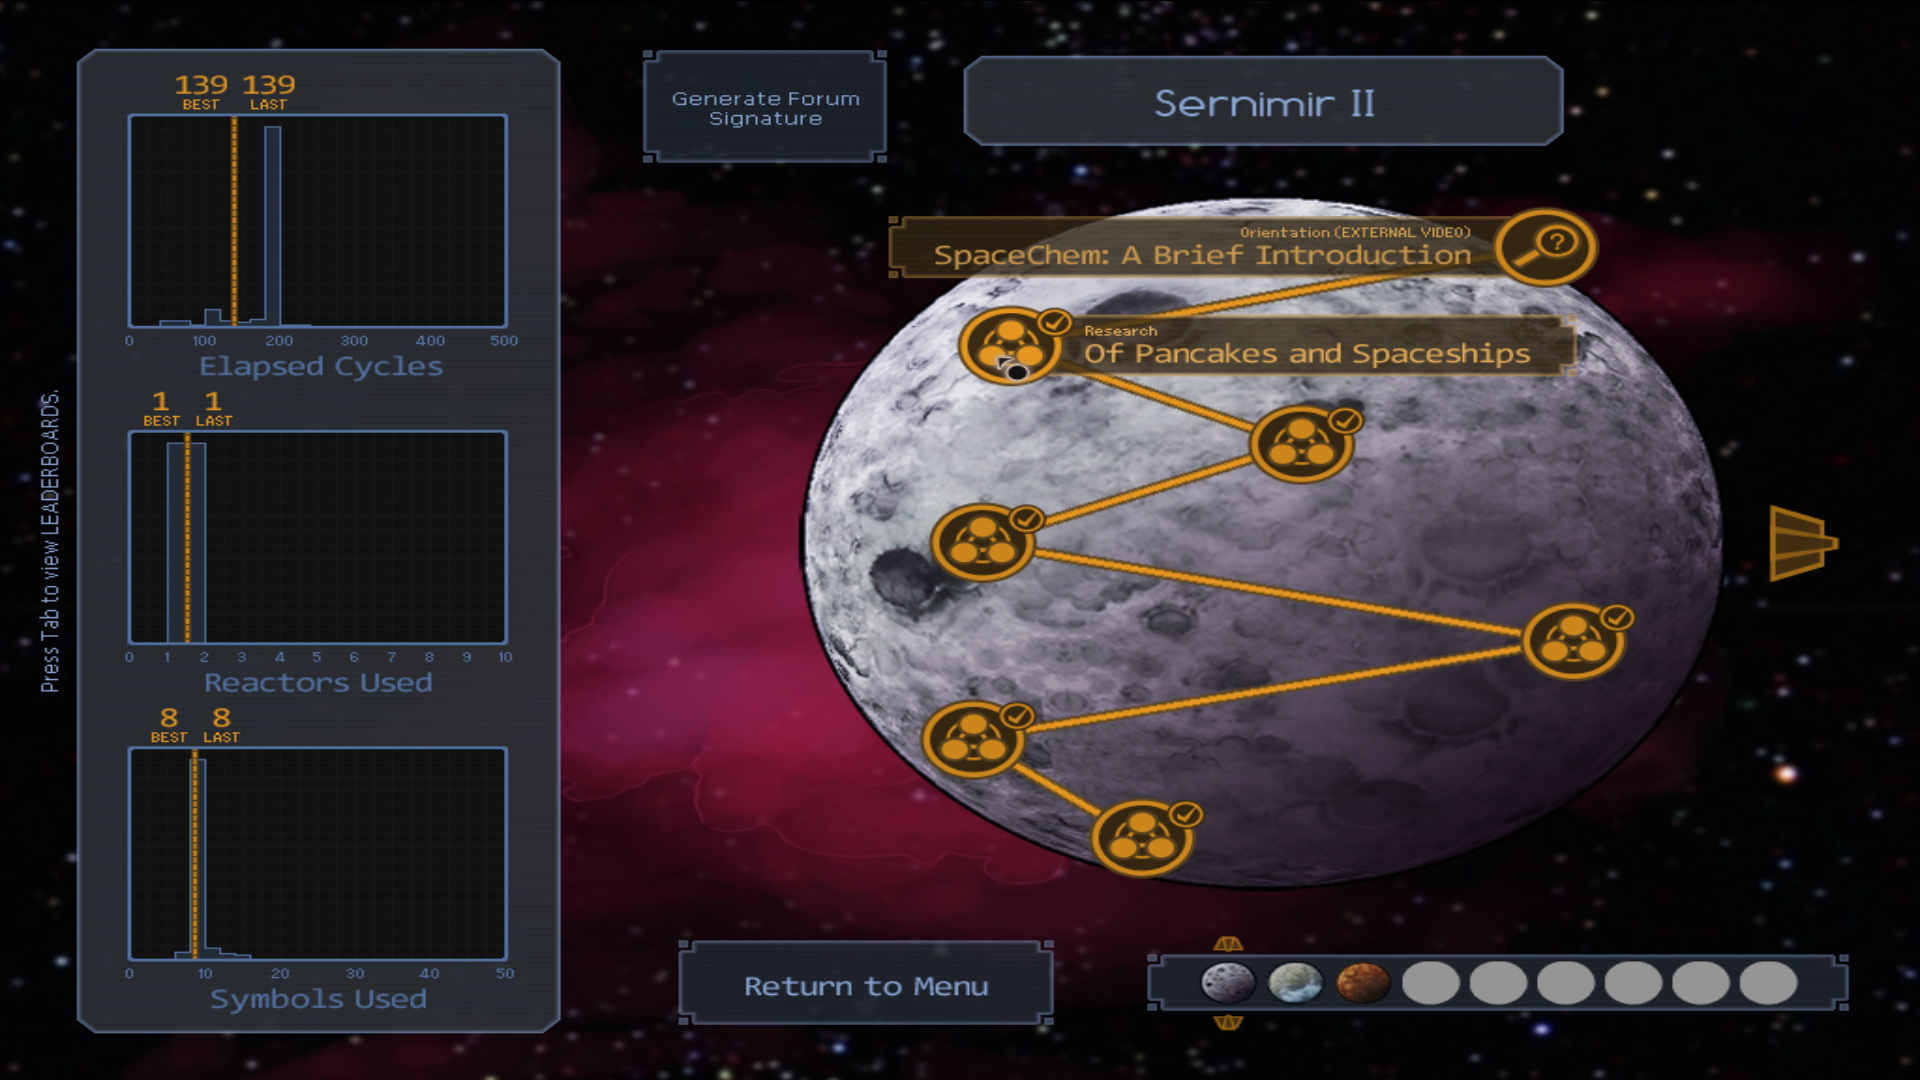 139 139
BEST LAST
0 100 200 300 400 500
Elapsed Cycles
1 1
BEST LAST
0 1 2 3 4 5 6 7 8 9 10
Reactors Used
8 8
BEST LAST
0 10 20 30 40 50
Symbols Used
Press Tab to view LEADERBOARDS.
Generate Forum
Signature
Sernimir II
Orientation (EXTERNAL VIDEO)
SpaceChem: A Brief Introduction
?
Research
Of Pancakes and Spaceships
Return to Menu